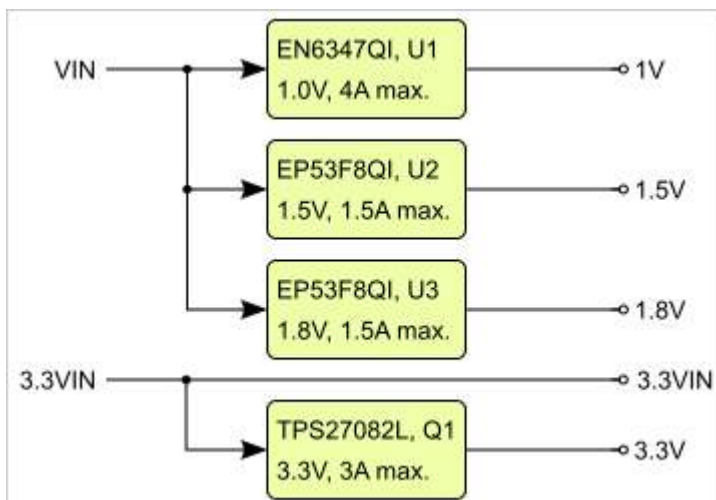 VIN
EN6347QI, U1
1.0V, 4A max.
1V
EP53F8QI, U2
1.5V, 1.5A max.
1.5V
EP53F8QI, U3
1.8V, 1.5A max.
1.8V
3.3VIN
3.3VIN
TPS27082L, Q1
3.3V, 3A max.
3.3V